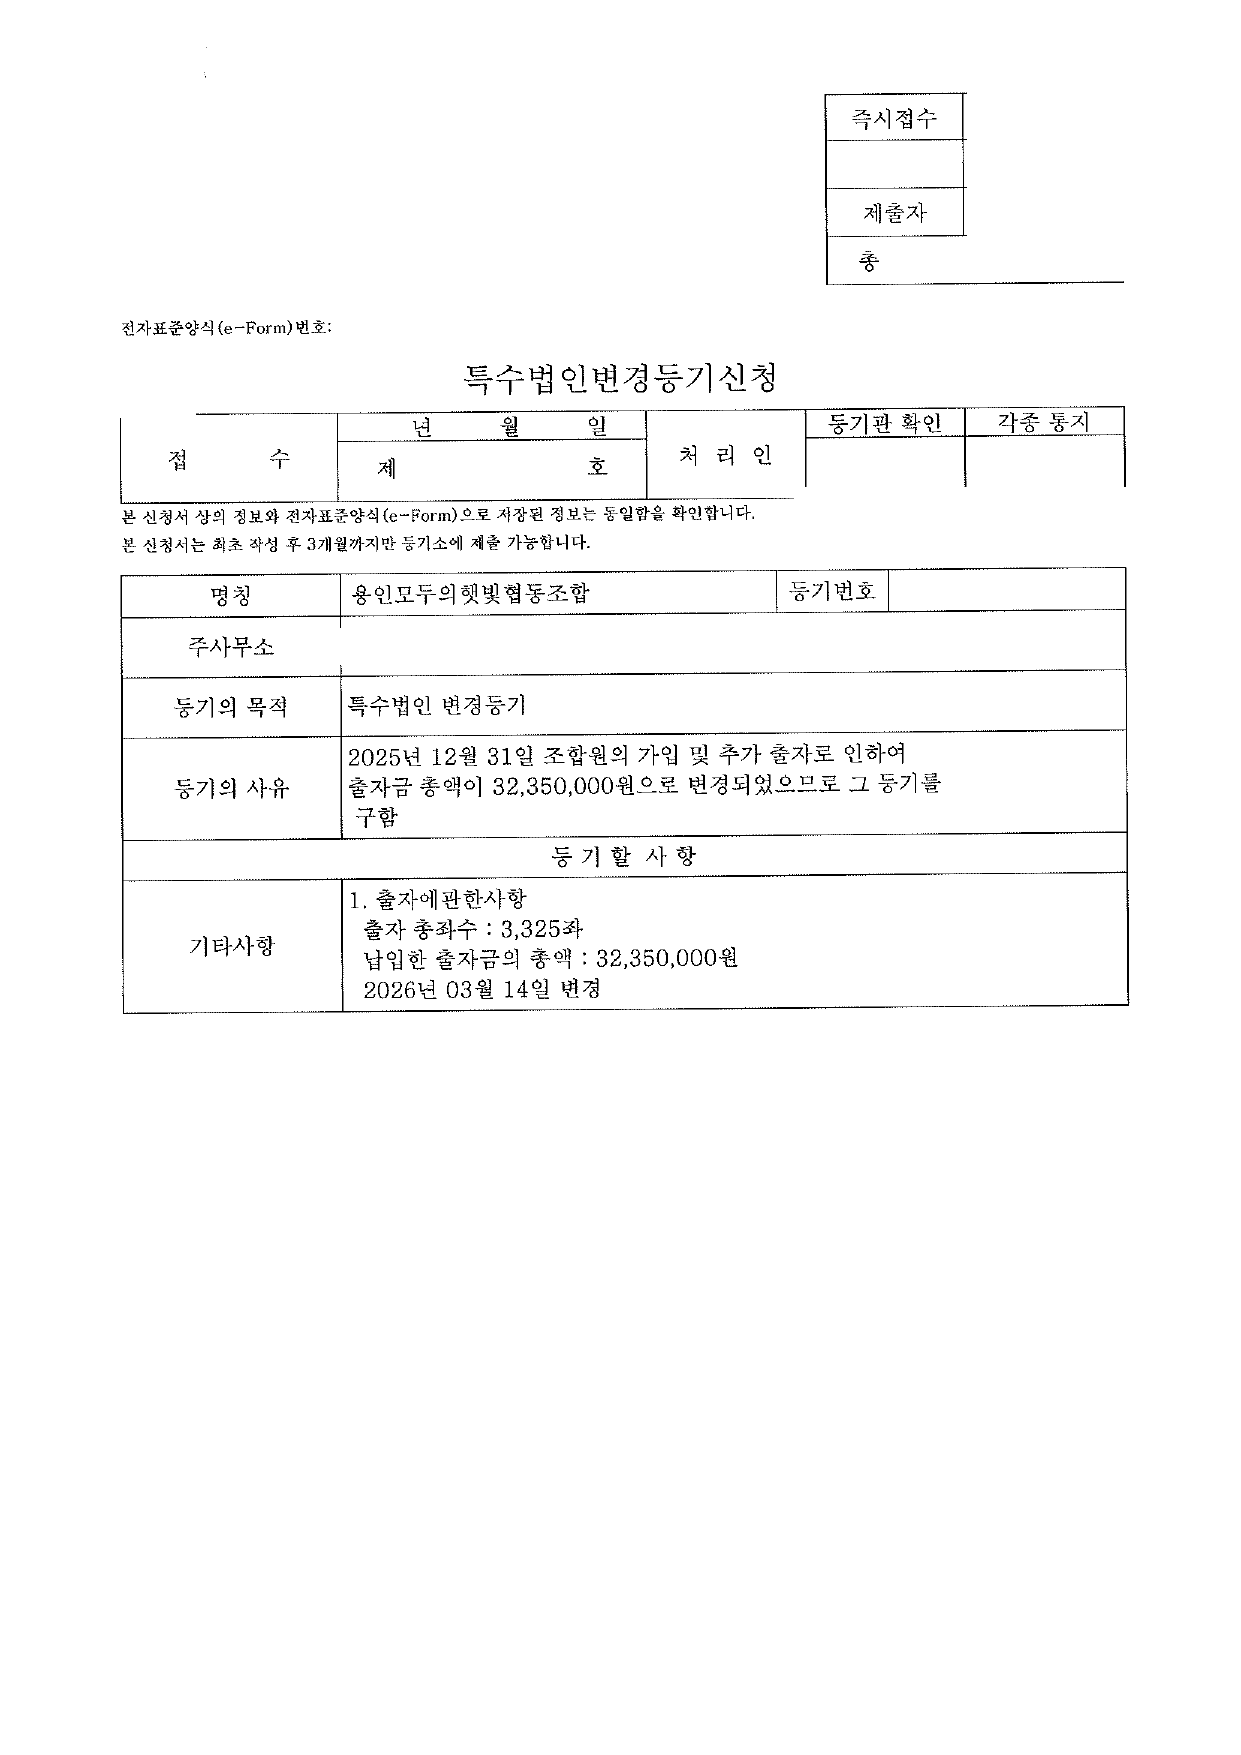 즉시접수
제출자
총
전자표준양식(e-Form)번호:
특수법인변경등기신청
접 수
년 월 일
제 호
처 리 인
등기관 확인
각종 통지
본 신청서 상의 정보와 전자표준양식(e-Form)으로 저장된 정보는 동일함을 확인합니다.
본 신청서는 최초 작성 후 3개월까지만 등기소에 제출 가능합니다.
명칭 용인모두의햇빛협동조합 등기번호
주사무소
등기의 목적 특수법인 변경등기
등기의 사유
2025년 12월 31일 조합원의 가입 및 추가 출자로 인하여
출자금 총액이 32,350,000원으로 변경되었으므로 그 등기를
구함
등 기 할 사 항
기타사항
1. 출자에관한사항
출자 총좌수 : 3,325좌
납입한 출자금의 총액 : 32,350,000원
2026년 03월 14일 변경